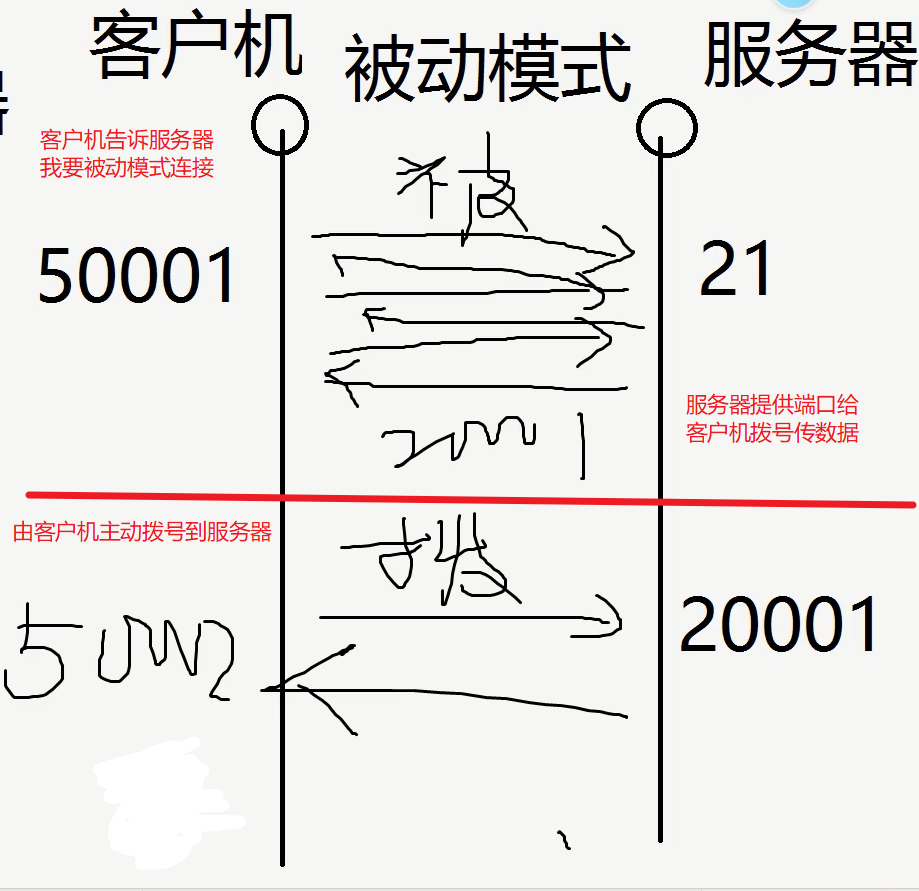 客户机 被动模式 服务器
器
客户机告诉服务器
我要被动模式连接
50001
21
服务器提供端口给
客户机拨号传数据
20001
由客户机主动拨号到服务器
20001
50002